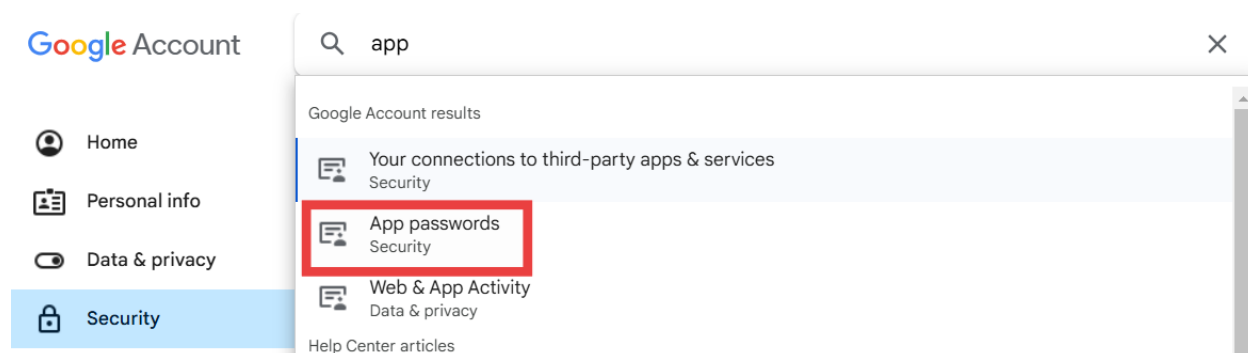 Google Account
app
Home
Personal info
Data & privacy
Security
Google Account results
Your connections to third-party apps & services
Security
App passwords
Security
Web & App Activity
Data & privacy
Help Center articles